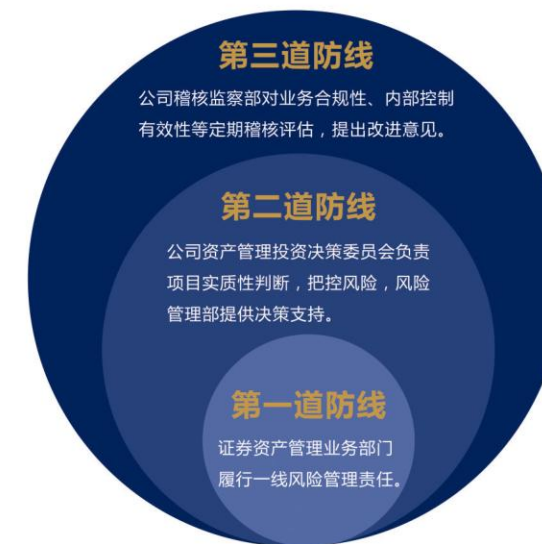 第三道防线
公司稽核监察部对业务合规性、内部控制
有效性等定期稽核评估，提出改进意见。
第二道防线
公司资产管理投资决策委员会负责
项目实质性判断，把控风险，风险
管理部提供决策支持。
第一道防线
证券资产管理业务部门
履行一线风险管理责任。